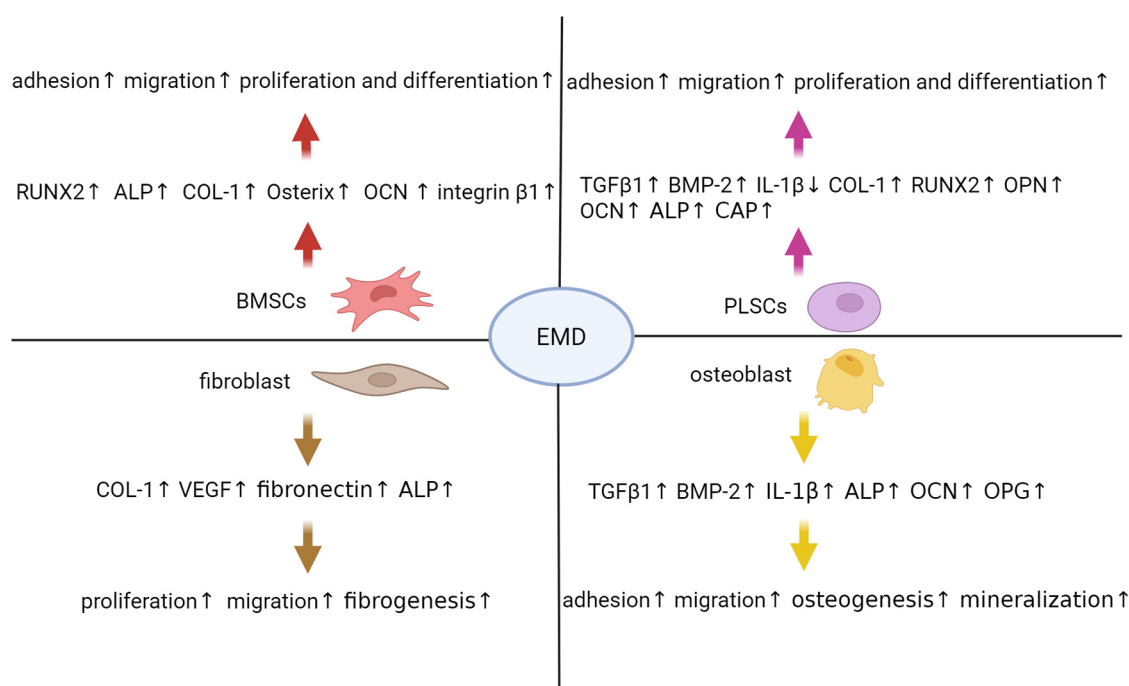 adhesion↑ migration↑ proliferation and differentiation↑
RUNX2↑ ALP↑ COL-1↑ Osterix↑ OCN ↑ integrin β1↑
BMSCs
adhesion↑ migration↑ proliferation and differentiation↑
TGFβ1↑ BMP-2↑ IL-1β↓ COL-1↑ RUNX2↑ OPN↑
OCN↑ ALP↑ CAP↑
PLSCs
EMD
fibroblast
COL-1↑ VEGF↑ fibronectin↑ ALP↑
proliferation↑ migration↑ fibrogenesis↑
osteoblast
TGFβ1↑ BMP-2↑ IL-1β↑ ALP↑ OCN↑ OPG↑
adhesion↑ migration↑ osteogenesis↑ mineralization↑